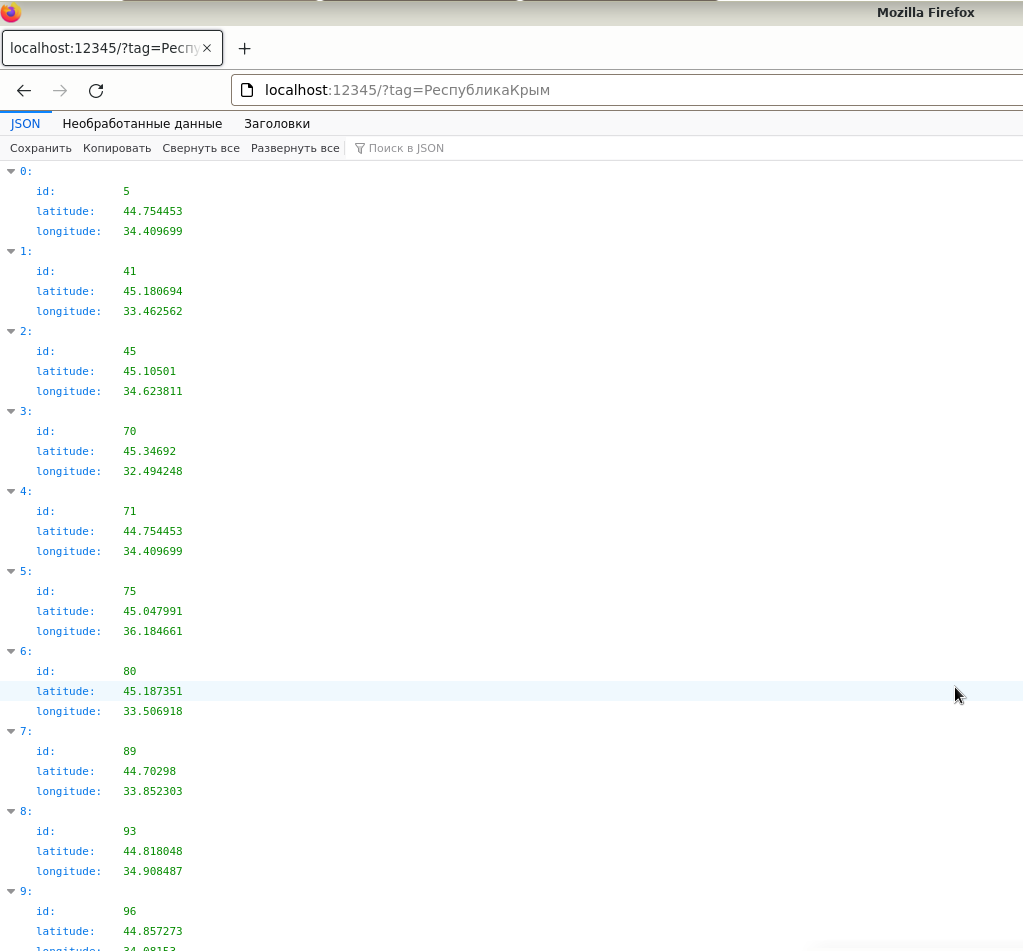 Mozilla Firefox
localhost:12345/?tag=Респу
localhost:12345/?tag=РеспубликаКрым
JSON Необработанные данные Заголовки
Сохранить Копировать Свернуть все Развернуть все Поиск в JSON
0:
id: 5
latitude: 44.754453
longitude: 34.409699
1:
id: 41
latitude: 45.180694
longitude: 33.462562
2:
id: 45
latitude: 45.10501
longitude: 34.623811
3:
id: 70
latitude: 45.34692
longitude: 32.494248
4:
id: 71
latitude: 44.754453
longitude: 34.409699
5:
id: 75
latitude: 45.047991
longitude: 36.184661
6:
id: 80
latitude: 45.187351
longitude: 33.506918
7:
id: 89
latitude: 44.70298
longitude: 33.852303
8:
id: 93
latitude: 44.818048
longitude: 34.908487
9:
id: 96
latitude: 44.857273
longitude: 34.08153